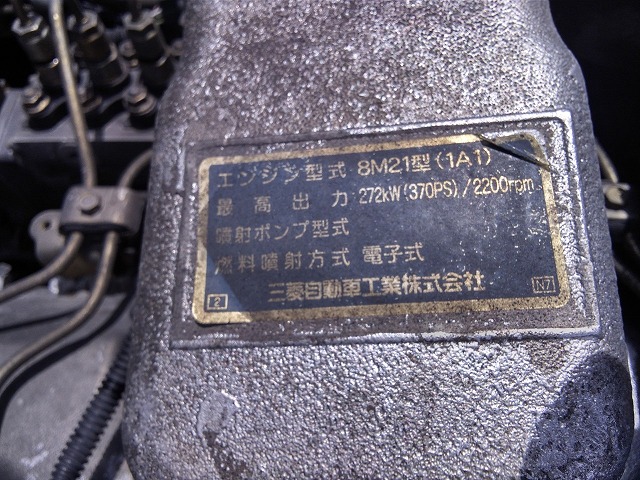 エンジン型式 8M21型(1A1)
最高出力 272kW(370PS)/2200rpm
噴射ポンプ型式
燃料噴射方式 電子式
三菱自動車工業株式会社
2 N7